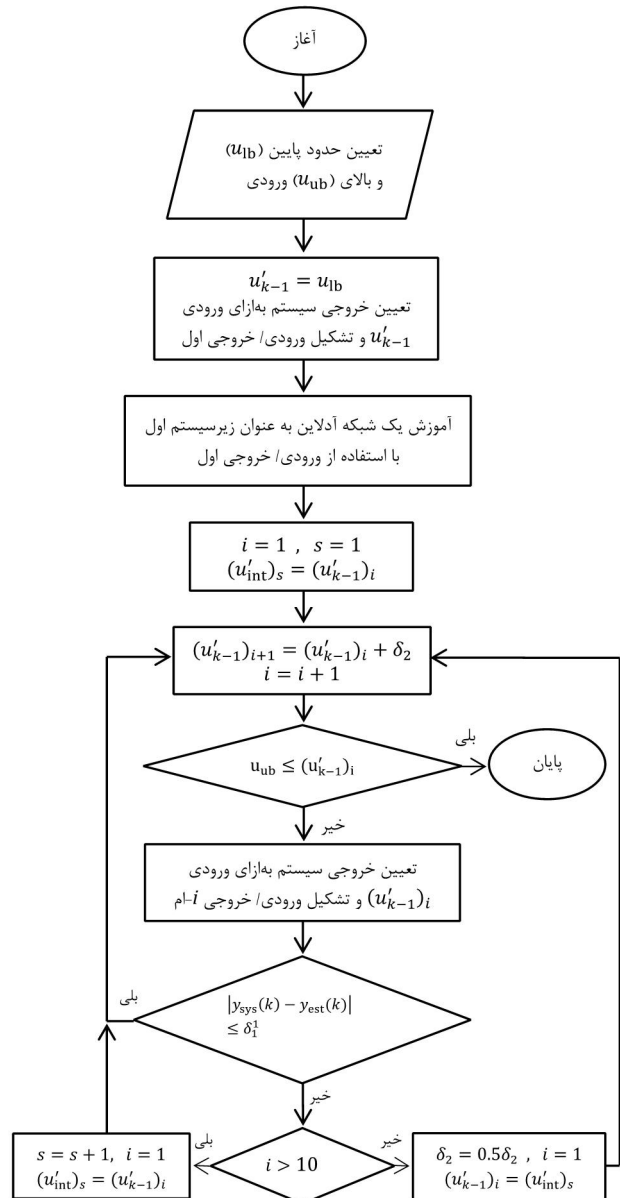 آغاز
تعیین حدود پایین (u_lb)
و بالای (u_ub) ورودی
u′_{k−1} = u_lb
تعیین خروجی سیستم به‌ازای ورودی
u′_{k−1} و تشکیل ورودی/ خروجی اول
آموزش یک شبکه آدلاین به عنوان زیرسیستم اول
با استفاده از ورودی/ خروجی اول
i = 1 , s = 1
(u′_int)_s = (u′_{k−1})_i
(u′_{k−1})_{i+1} = (u′_{k−1})_i + δ_2
i = i + 1
u_ub ≤ (u′_{k−1})_i
بلی
پایان
خیر
تعیین خروجی سیستم به‌ازای ورودی
(u′_{k−1})_i و تشکیل ورودی/ خروجی i-ام
بلی
|y_sys(k) − y_est(k)|
≤ δ_1^1
خیر
s = s + 1, i = 1
(u′_int)_s = (u′_{k−1})_i
بلی
i > 10
خیر
δ_2 = 0.5δ_2 , i = 1
(u′_{k−1})_i = (u′_int)_s